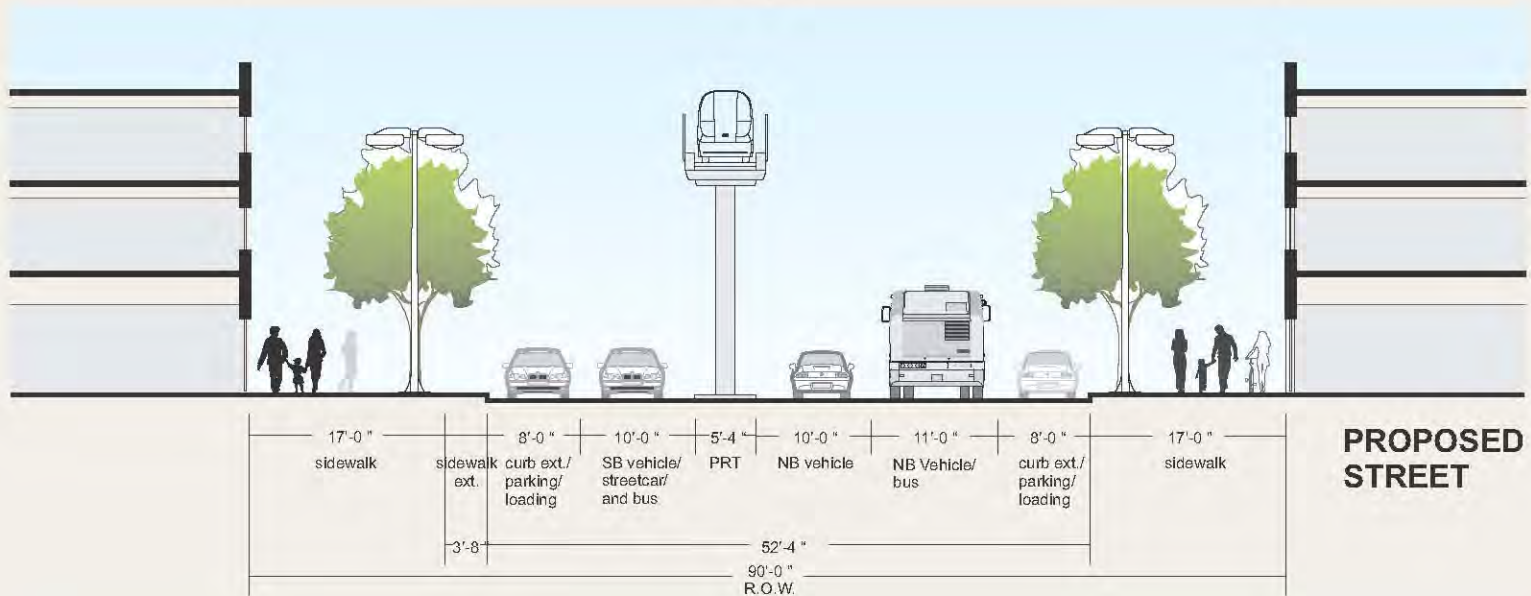 17'-0 "
sidewalk
sidewalk
ext.
8'-0 "
curb ext./
parking/
loading
10'-0 "
SB vehicle/
streetcar/
and bus
5'-4 "
PRT
10'-0 "
NB vehicle
11'-0 "
NB Vehicle/
bus
8'-0 "
curb ext./
parking/
loading
17'-0 "
sidewalk
PROPOSED
STREET
3'-8 "
52'-4 "
90'-0 "
R.O.W.